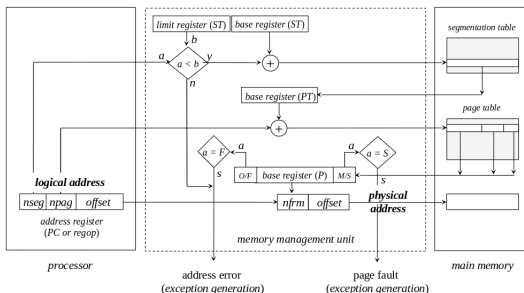 limit register (ST) base register (ST)
segmentation table
b
a
a < b
y
+
n
base register (PT)
page table
+
a = F
a
a
a = S
s
O/F base register (P) M/S
s
logical address
physical
address
nseg npag offset
nfrm offset
address register
(PC or regop)
memory management unit
processor
main memory
address error
(exception generation)
page fault
(exception generation)